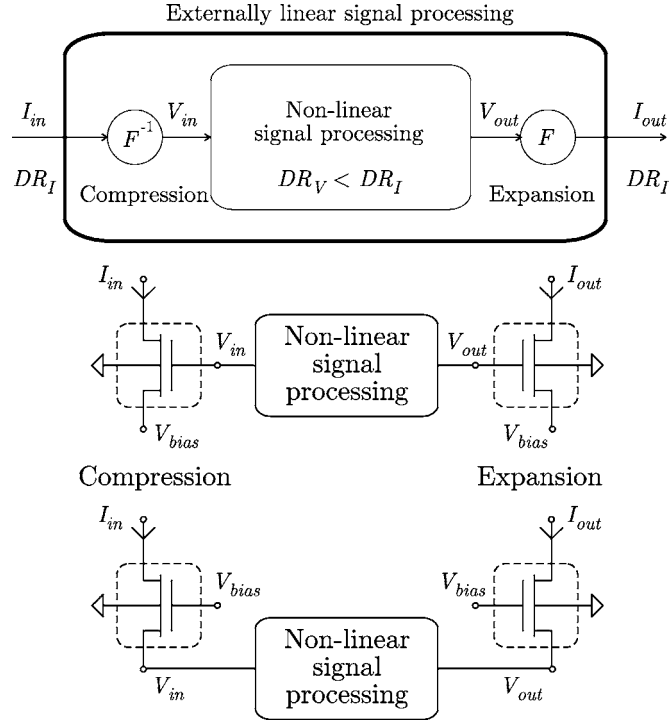 Externally linear signal processing
I_in V_in V_out I_out
F^-1 Non-linear signal processing F
DR_I Compression DR_V < DR_I Expansion DR_I
I_in I_out
V_in Non-linear signal processing V_out
V_bias V_bias
Compression Expansion
I_in I_out
V_bias V_bias
Non-linear signal processing
V_in V_out